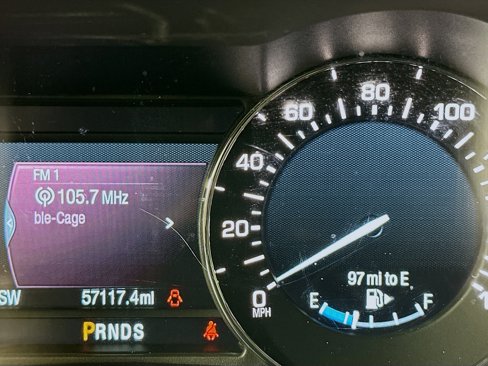 FM 1
105.7 MHz
ble-Cage
SW 57117.4mi
PRNDS
0
20
40
60
80
100
MPH
97 mi to E
E F